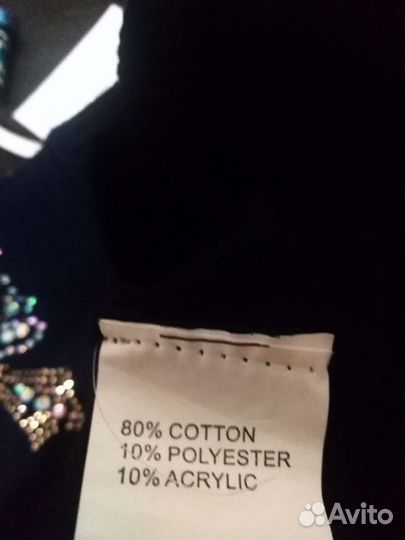 80% COTTON
10% POLYESTER
10% ACRYLIC
Avito